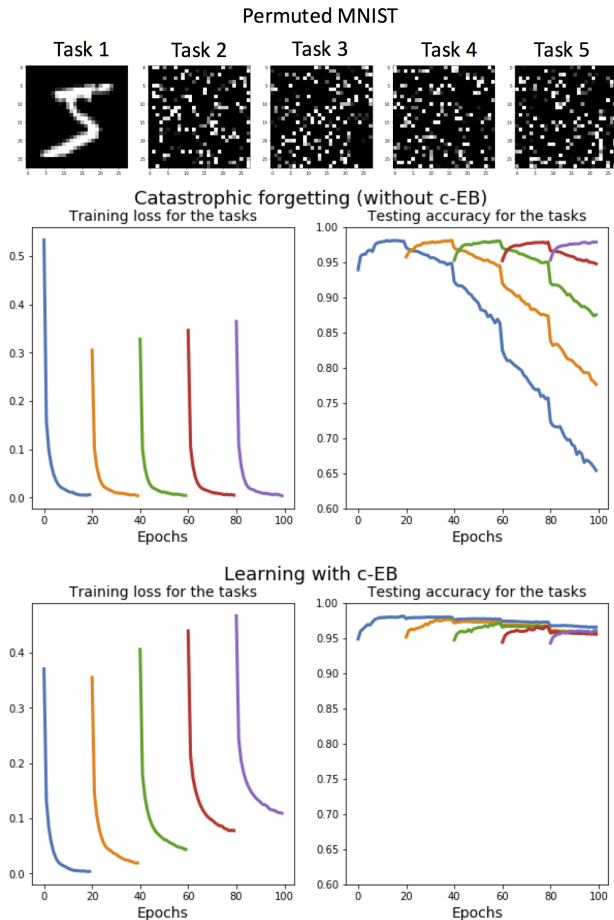 Permuted MNIST
Task 1 Task 2 Task 3 Task 4 Task 5
Catastrophic forgetting (without c-EB)
Training loss for the tasks
0.5
0.4
0.3
0.2
0.1
0.0
0 20 40 60 80 100
Epochs
Testing accuracy for the tasks
1.00
0.95
0.90
0.85
0.80
0.75
0.70
0.65
0.60
0 20 40 60 80 100
Epochs
Learning with c-EB
Training loss for the tasks
0.4
0.3
0.2
0.1
0.0
0 20 40 60 80 100
Epochs
Testing accuracy for the tasks
1.00
0.95
0.90
0.85
0.80
0.75
0.70
0.65
0.60
0 20 40 60 80 100
Epochs